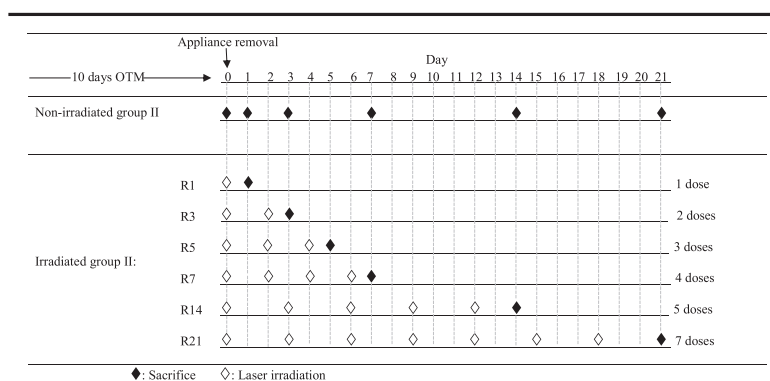 Appliance removal
Day
10 days OTM
0 1 2 3 4 5 6 7 8 9 10 11 12 13 14 15 16 17 18 19 20 21
Non-irradiated group II
R1 1 dose
R3 2 doses
R5 3 doses
Irradiated group II:
R7 4 doses
R14 5 doses
R21 7 doses
♦: Sacrifice ◊: Laser irradiation